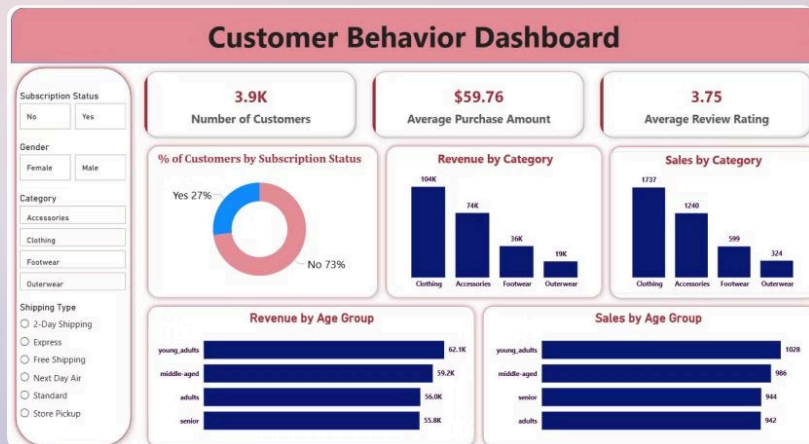 Customer Behavior Dashboard
Subscription Status
No
Yes
Gender
Female
Male
Category
Accessories
Clothing
Footwear
Outerwear
Shipping Type
2-Day Shipping
Express
Free Shipping
Next Day Air
Standard
Store Pickup
3.9K
Number of Customers
$59.76
Average Purchase Amount
3.75
Average Review Rating
% of Customers by Subscription Status
Yes 27%
No 73%
Revenue by Category
104K
74K
36K
19K
Clothing
Accessories
Footwear
Outerwear
Sales by Category
1737
1240
599
324
Clothing
Accessories
Footwear
Outerwear
Revenue by Age Group
young_adults 62.1K
middle-aged 59.2K
adults 56.0K
senior 55.8K
Sales by Age Group
young_adults 1028
middle-aged 986
senior 944
adults 942